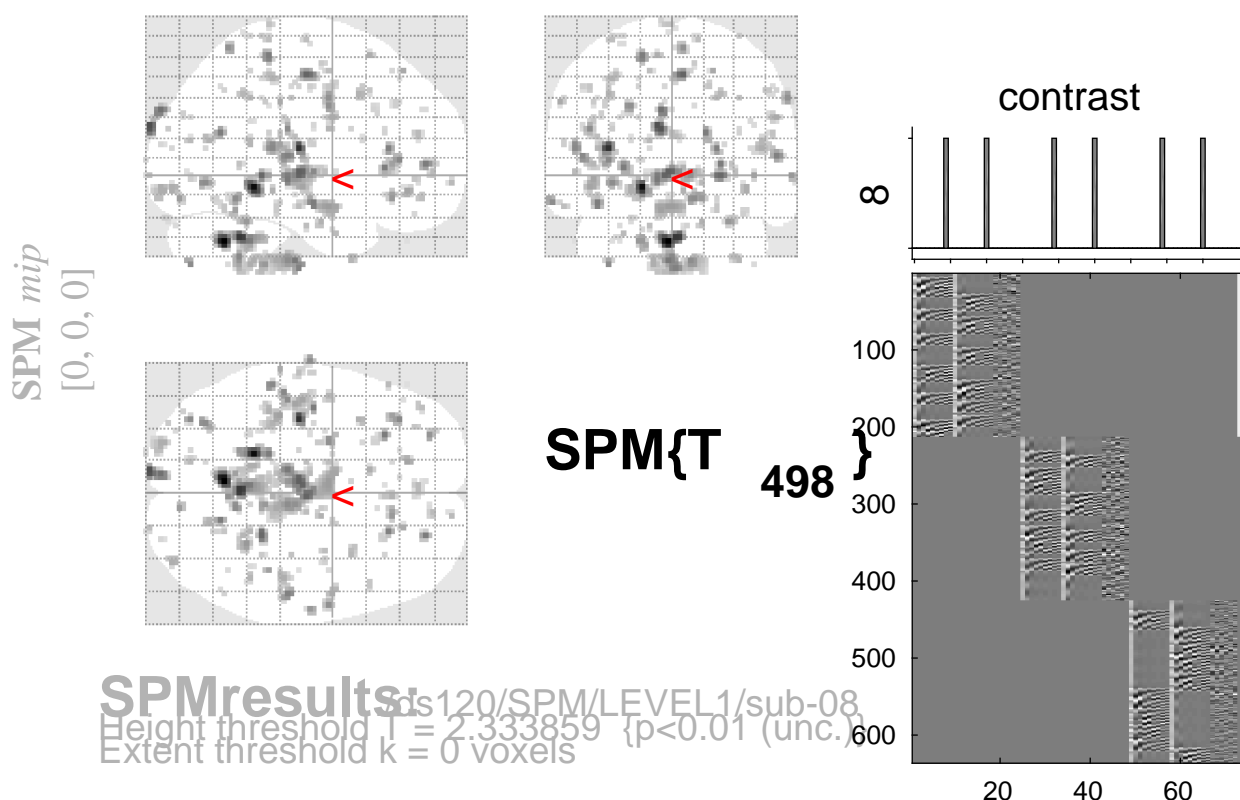 SPM mip
[0, 0, 0]
<
<
<
contrast
8
SPM{T 498 }
SPMresults: /ds120/SPM/LEVEL1/sub-08
Height threshold T = 2.333859 {p<0.01 (unc.)}
Extent threshold k = 0 voxels
100
200
300
400
500
600
20 40 60